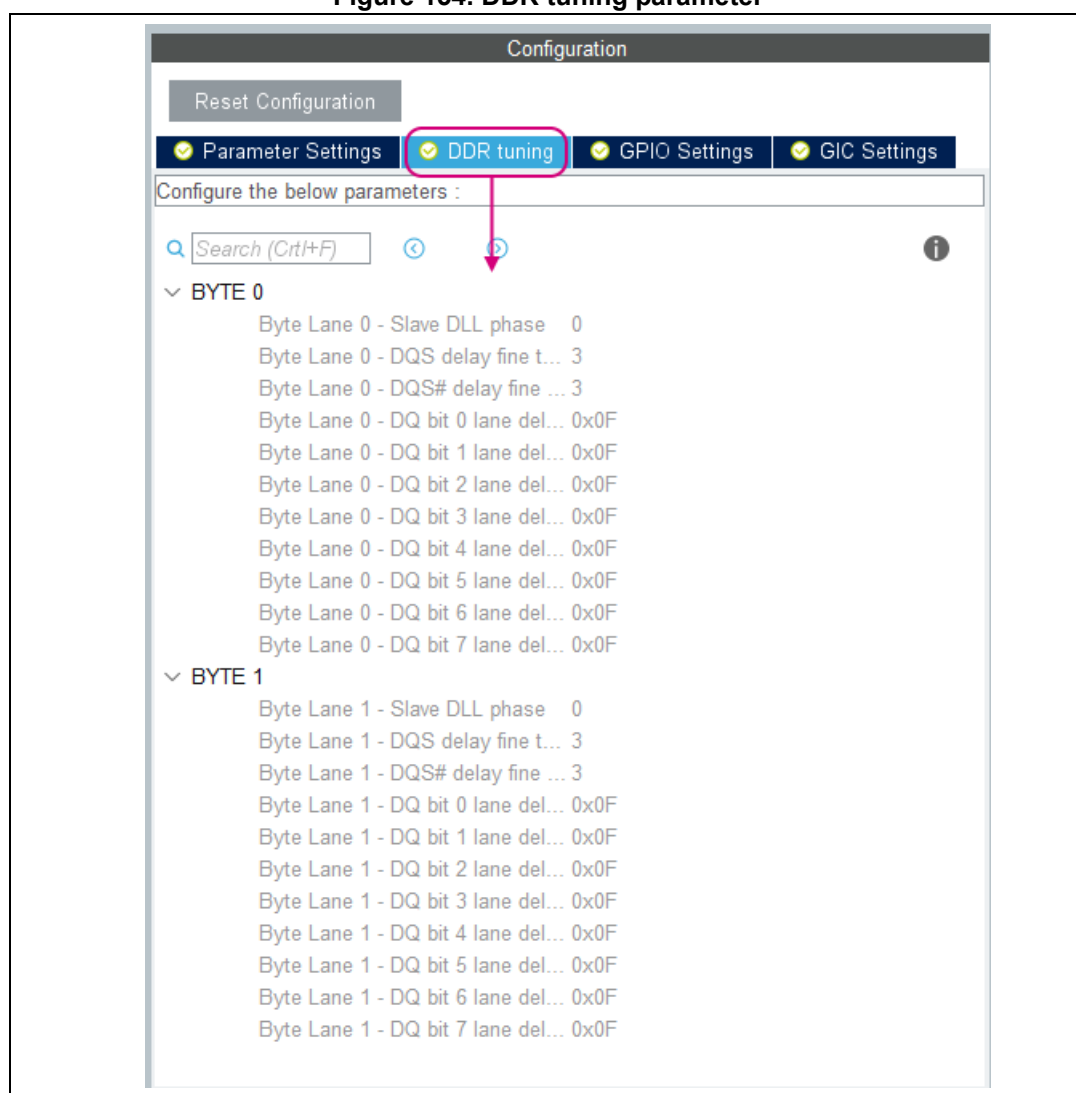 Figure 184. DDR tuning parameter
Configuration
Reset Configuration
Parameter Settings DDR tuning GPIO Settings GIC Settings
Configure the below parameters :
Search (Crtl+F)
BYTE 0
Byte Lane 0 - Slave DLL phase 0
Byte Lane 0 - DQS delay fine t... 3
Byte Lane 0 - DQS# delay fine ... 3
Byte Lane 0 - DQ bit 0 lane del... 0x0F
Byte Lane 0 - DQ bit 1 lane del... 0x0F
Byte Lane 0 - DQ bit 2 lane del... 0x0F
Byte Lane 0 - DQ bit 3 lane del... 0x0F
Byte Lane 0 - DQ bit 4 lane del... 0x0F
Byte Lane 0 - DQ bit 5 lane del... 0x0F
Byte Lane 0 - DQ bit 6 lane del... 0x0F
Byte Lane 0 - DQ bit 7 lane del... 0x0F
BYTE 1
Byte Lane 1 - Slave DLL phase 0
Byte Lane 1 - DQS delay fine t... 3
Byte Lane 1 - DQS# delay fine ... 3
Byte Lane 1 - DQ bit 0 lane del... 0x0F
Byte Lane 1 - DQ bit 1 lane del... 0x0F
Byte Lane 1 - DQ bit 2 lane del... 0x0F
Byte Lane 1 - DQ bit 3 lane del... 0x0F
Byte Lane 1 - DQ bit 4 lane del... 0x0F
Byte Lane 1 - DQ bit 5 lane del... 0x0F
Byte Lane 1 - DQ bit 6 lane del... 0x0F
Byte Lane 1 - DQ bit 7 lane del... 0x0F